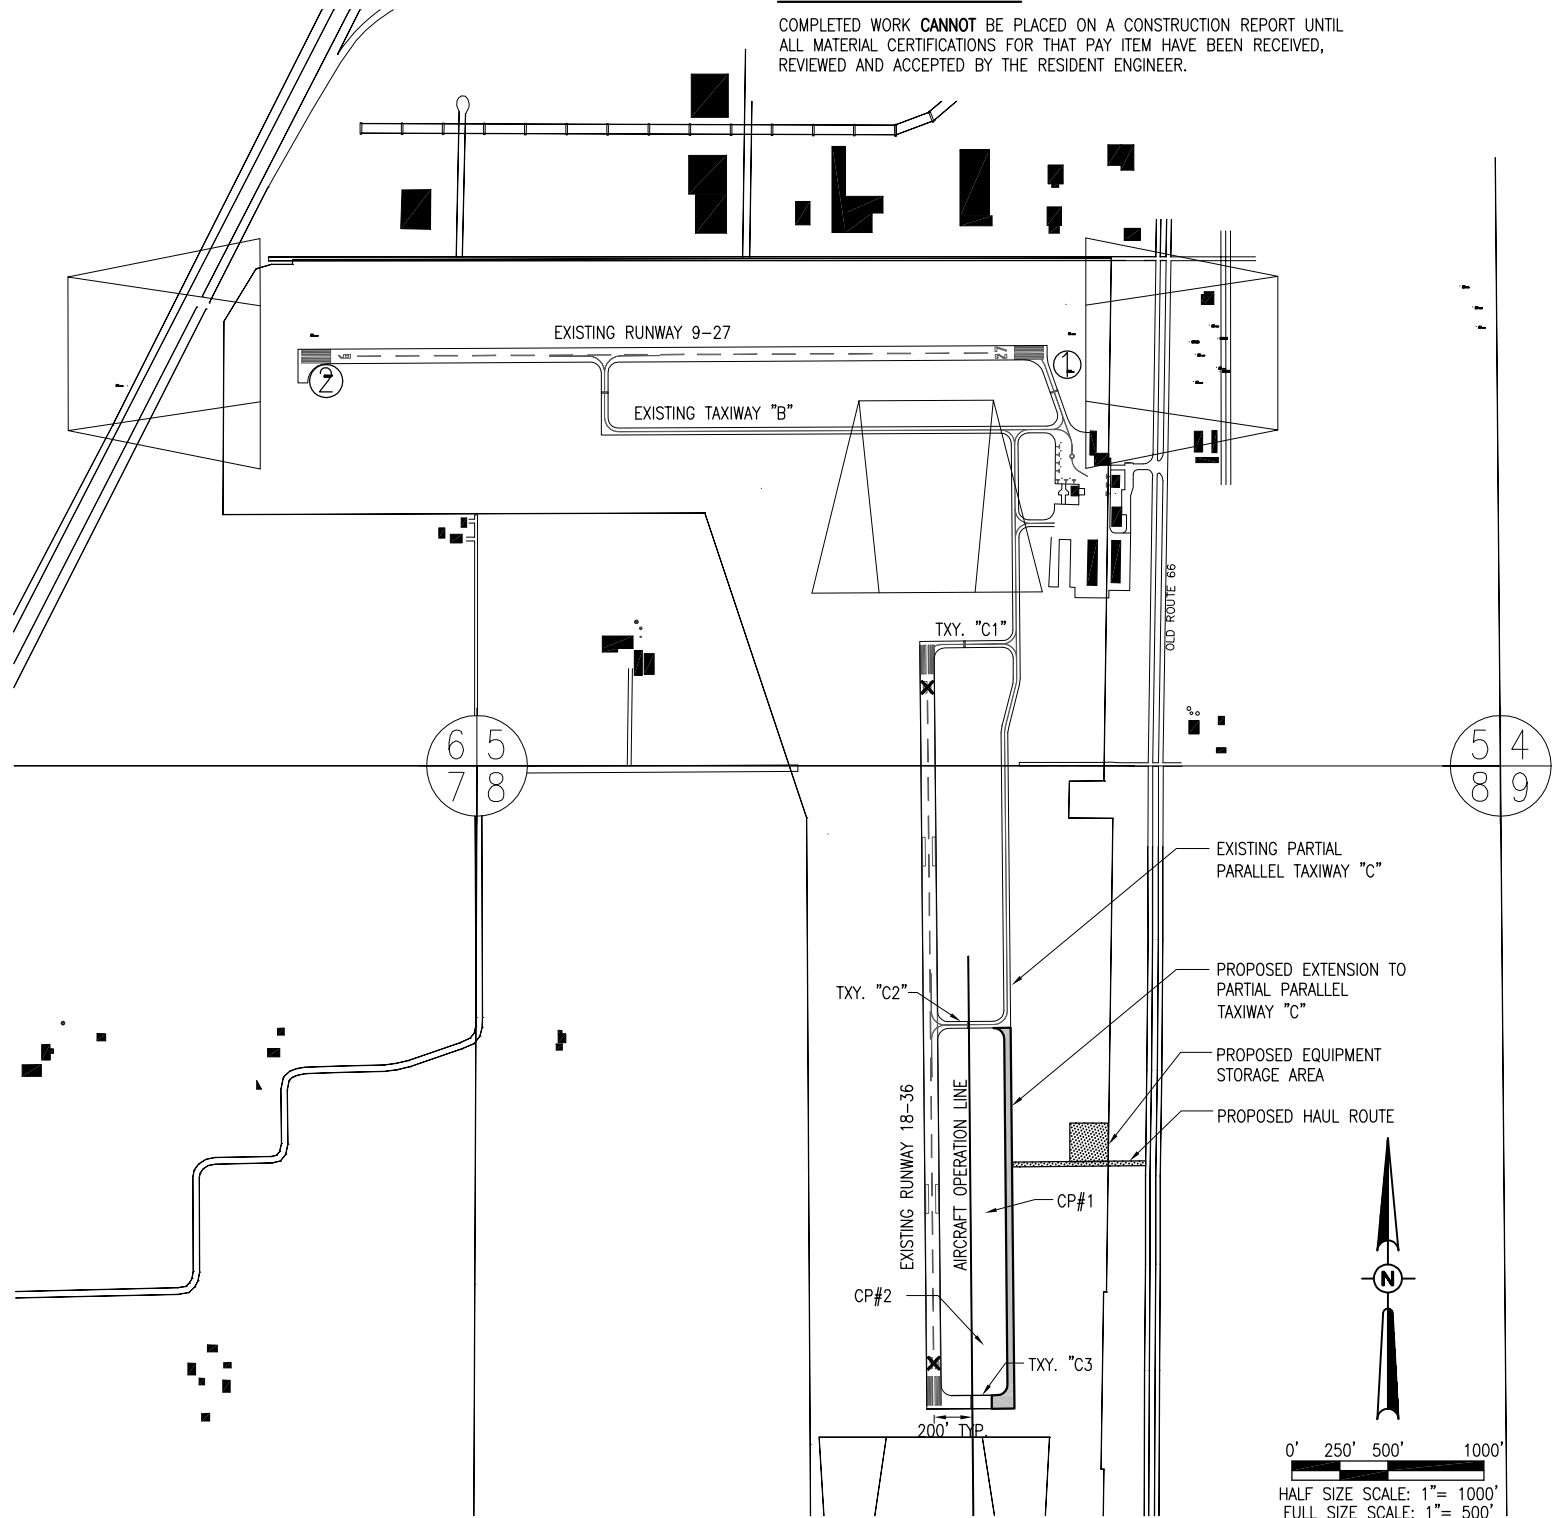 COMPLETED WORK CANNOT BE PLACED ON A CONSTRUCTION REPORT UNTIL
ALL MATERIAL CERTIFICATIONS FOR THAT PAY ITEM HAVE BEEN RECEIVED,
REVIEWED AND ACCEPTED BY THE RESIDENT ENGINEER.
EXISTING RUNWAY 9-27
27
1
2
EXISTING TAXIWAY "B"
OLD ROUTE 66
TXY. "C1"
6 5
7 8
5 4
8 9
EXISTING PARTIAL
PARALLEL TAXIWAY "C"
PROPOSED EXTENSION TO
PARTIAL PARALLEL
TAXIWAY "C"
TXY. "C2"
PROPOSED EQUIPMENT
STORAGE AREA
PROPOSED HAUL ROUTE
EXISTING RUNWAY 18-36
AIRCRAFT OPERATION LINE
CP#1
CP#2
TXY. "C3
200' TYP.
N
0' 250' 500' 1000'
HALF SIZE SCALE: 1"= 1000'
FULL SIZE SCALE: 1"= 500'